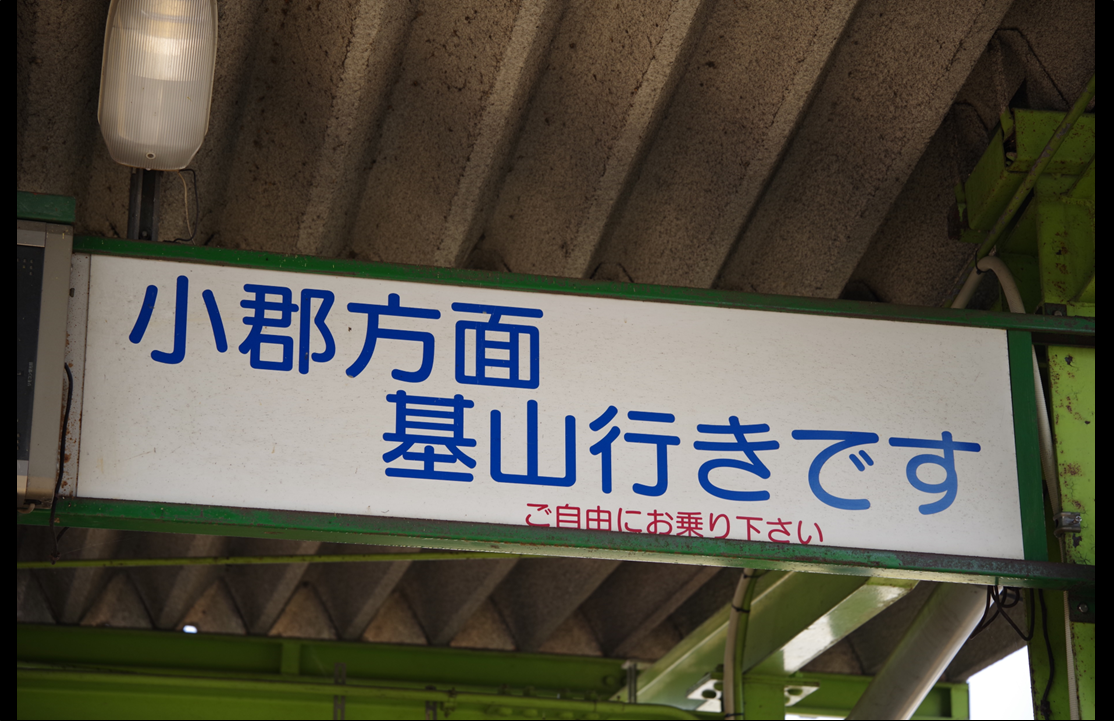 小郡方面
基山行きです
ご自由にお乗り下さい